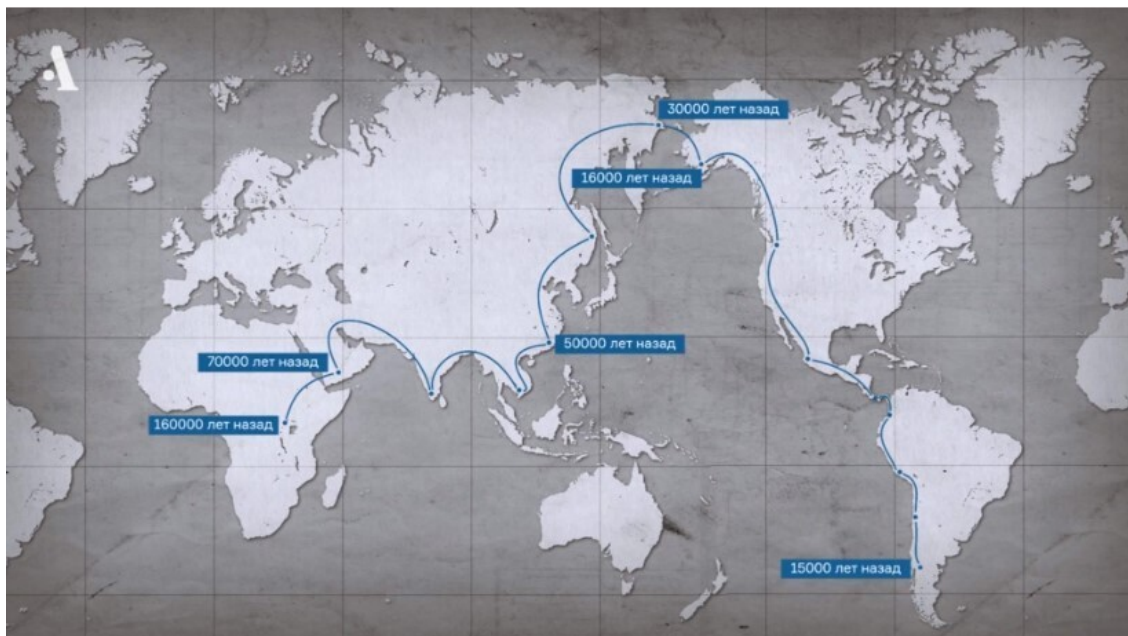 30000 лет назад
16000 лет назад
50000 лет назад
70000 лет назад
160000 лет назад
15000 лет назад